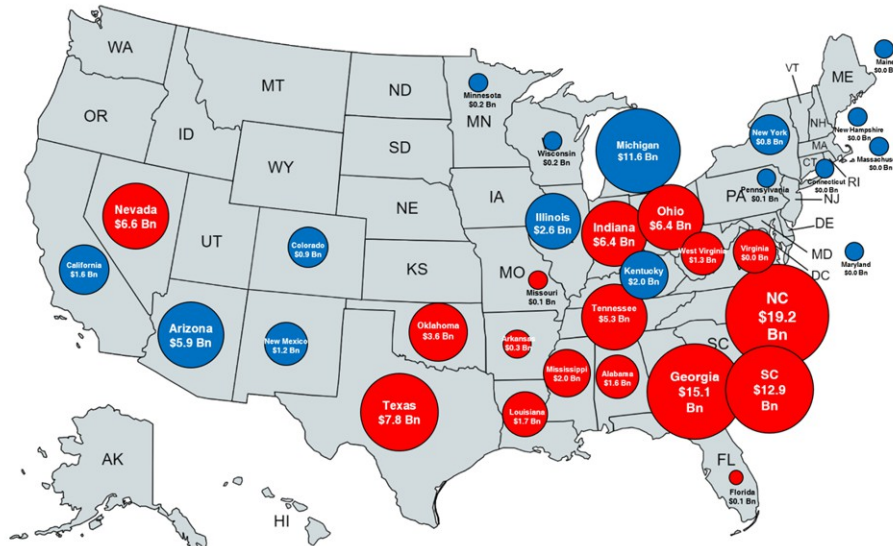 WA
OR
ID
MT
WY
UT
ND
SD
NE
KS
IA
MN
MO
PA
ME
VT
NH
MA
CT
RI
NJ
DE
MD
DC
SC
FL
AK
HI
Maine
$0.0 Bn
Minnesota
$0.2 Bn
Wisconsin
$0.2 Bn
Michigan
$11.6 Bn
New York
$0.8 Bn
New Hampshire
$0.0 Bn
Massachuse
$0.0 Bn
Connecticut
$0.0 Bn
Pennsylvania
$0.1 Bn
Nevada
$6.6 Bn
Illinois
$2.6 Bn
Indiana
$6.4 Bn
Ohio
$6.4 Bn
California
$1.6 Bn
Colorado
$0.9 Bn
West Virginia
$1.3 Bn
Virginia
$0.0 Bn
Maryland
$0.0 Bn
Missouri
$0.1 Bn
Kentucky
$2.0 Bn
Arizona
$5.9 Bn
New Mexico
$1.2 Bn
Oklahoma
$3.6 Bn
Arkansas
$0.3 Bn
Tennessee
$5.3 Bn
NC
$19.2
Bn
Mississippi
$2.0 Bn
Alabama
$1.6 Bn
Georgia
$15.1
Bn
SC
$12.9
Bn
Texas
$7.8 Bn
Louisiana
$1.7 Bn
Florida
$0.1 Bn